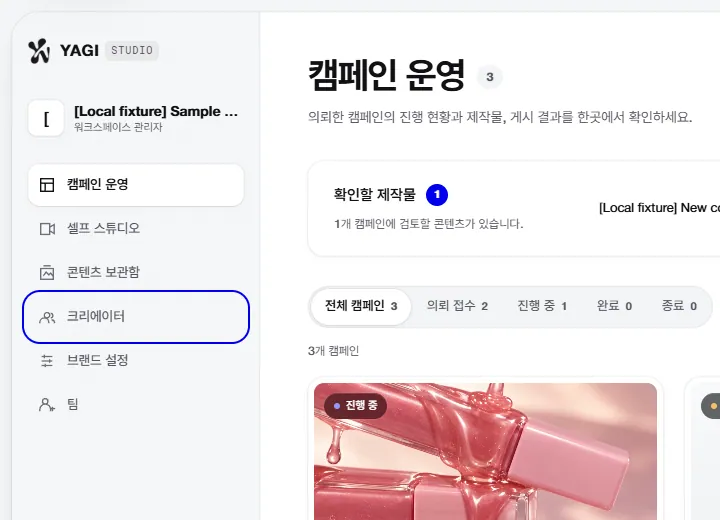 YAGI STUDIO
[
[Local fixture] Sample ...
워크스페이스 관리자
캠페인 운영
셀프 스튜디오
콘텐츠 보관함
크리에이터
브랜드 설정
팀
캠페인 운영 3
의뢰한 캠페인의 진행 현황과 제작물, 게시 결과를 한곳에서 확인하세요.
확인할 제작물 1
1개 캠페인에 검토할 콘텐츠가 있습니다.
[Local fixture] New co
전체 캠페인 3 의뢰 접수 2 진행 중 1 완료 0 종료 0
3개 캠페인
진행 중